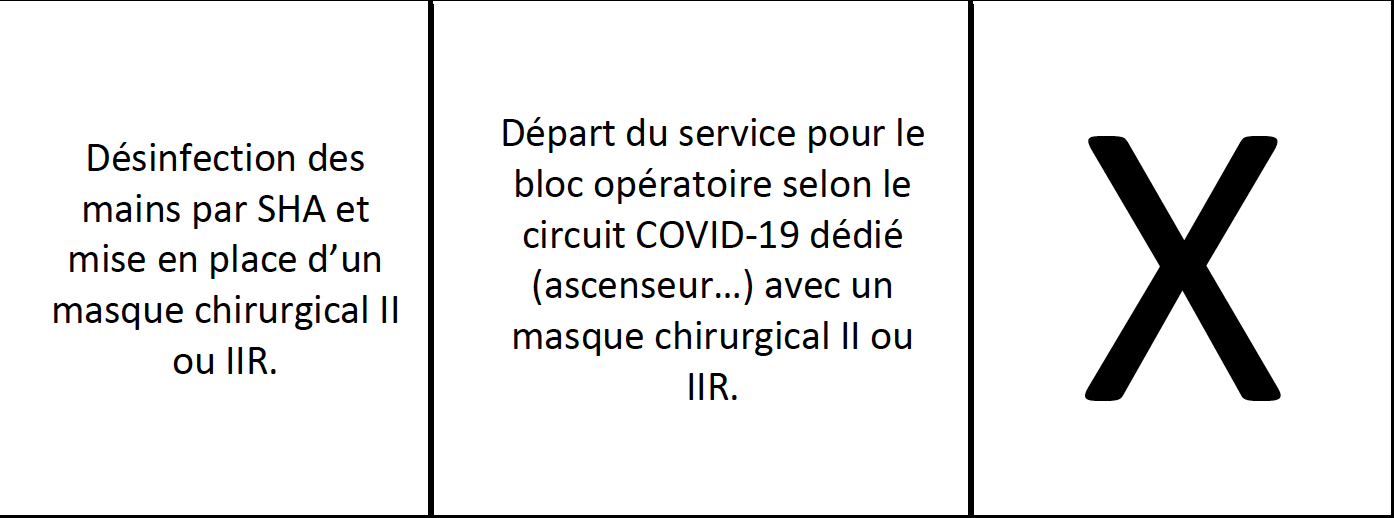 Désinfection des
mains par SHA et
mise en place d’un
masque chirurgical II
ou IIR.
Départ du service pour le
bloc opératoire selon le
circuit COVID-19 dédié
(ascenseur…) avec un
masque chirurgical II ou
IIR.
X